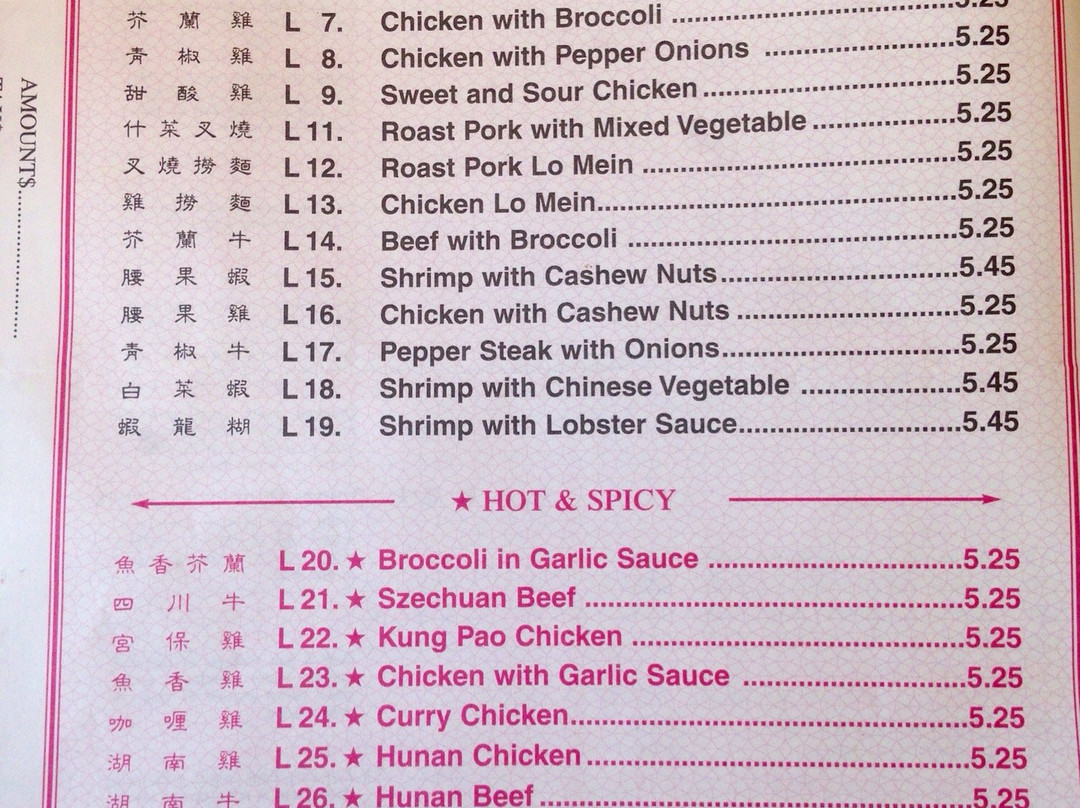 AMOUNT$
芥蘭雞 L 7. Chicken with Broccoli 5.25
青椒雞 L 8. Chicken with Pepper Onions 5.25
甜酸雞 L 9. Sweet and Sour Chicken 5.25
什菜叉燒 L 11. Roast Pork with Mixed Vegetable 5.25
叉燒撈麵 L 12. Roast Pork Lo Mein 5.25
雞撈麵 L 13. Chicken Lo Mein 5.25
芥蘭牛 L 14. Beef with Broccoli 5.25
腰果蝦 L 15. Shrimp with Cashew Nuts 5.45
腰果雞 L 16. Chicken with Cashew Nuts 5.25
青椒牛 L 17. Pepper Steak with Onions 5.25
白菜蝦 L 18. Shrimp with Chinese Vegetable 5.45
蝦龍糊 L 19. Shrimp with Lobster Sauce 5.45
★ HOT & SPICY
魚香芥蘭 L 20. ★ Broccoli in Garlic Sauce 5.25
四川牛 L 21. ★ Szechuan Beef 5.25
宮保雞 L 22. ★ Kung Pao Chicken 5.25
魚香雞 L 23. ★ Chicken with Garlic Sauce 5.25
咖喱雞 L 24. ★ Curry Chicken 5.25
湖南雞 L 25. ★ Hunan Chicken 5.25
湖南牛 L 26. ★ Hunan Beef 5.25